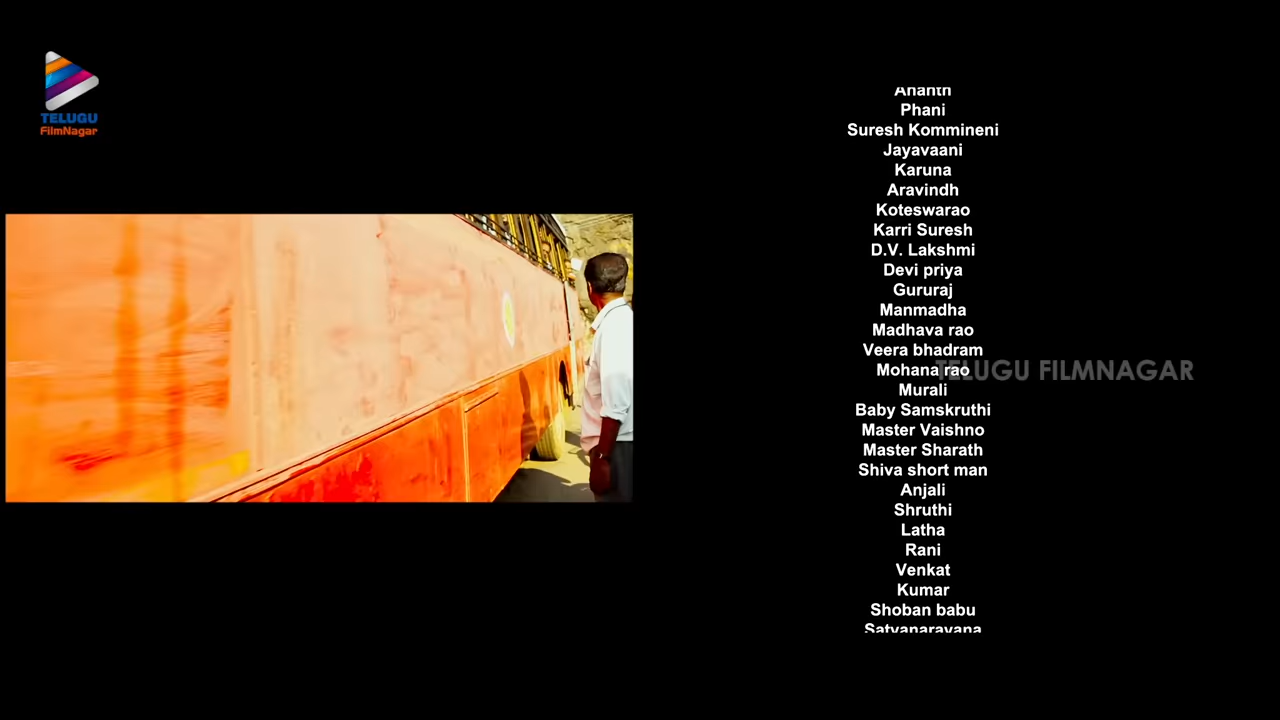 TELUGU
FilmNagar
Ananth
Phani
Suresh Kommineni
Jayavaani
Karuna
Aravindh
Koteswarao
Karri Suresh
D.V. Lakshmi
Devi priya
Gururaj
Manmadha
Madhava rao
Veera bhadram
Mohana rao
TELUGU FILMNAGAR
Murali
Baby Samskruthi
Master Vaishno
Master Sharath
Shiva short man
Anjali
Shruthi
Latha
Rani
Venkat
Kumar
Shoban babu
Satyanarayana